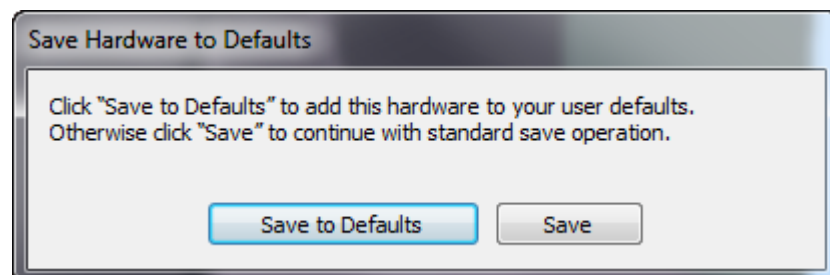 Save Hardware to Defaults
Click "Save to Defaults" to add this hardware to your user defaults.
Otherwise click "Save" to continue with standard save operation.
Save to Defaults
Save